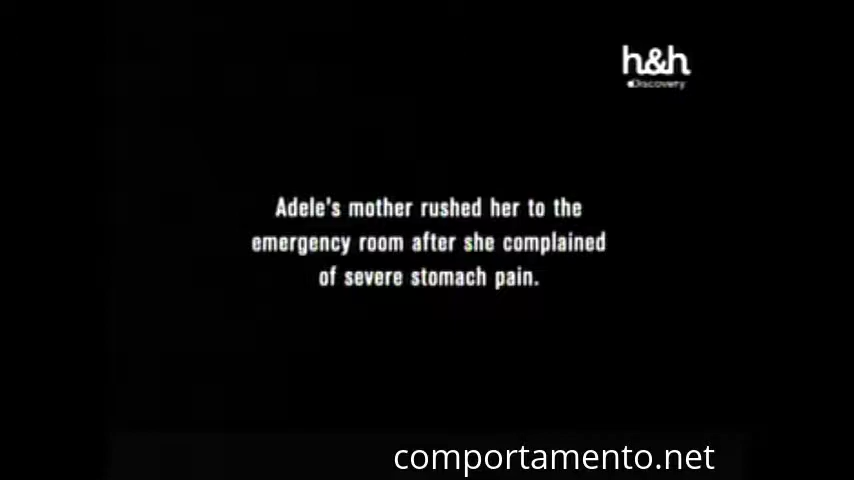 h&h
Discovery
Adele's mother rushed her to the
emergency room after she complained
of severe stomach pain.
comportamento.net